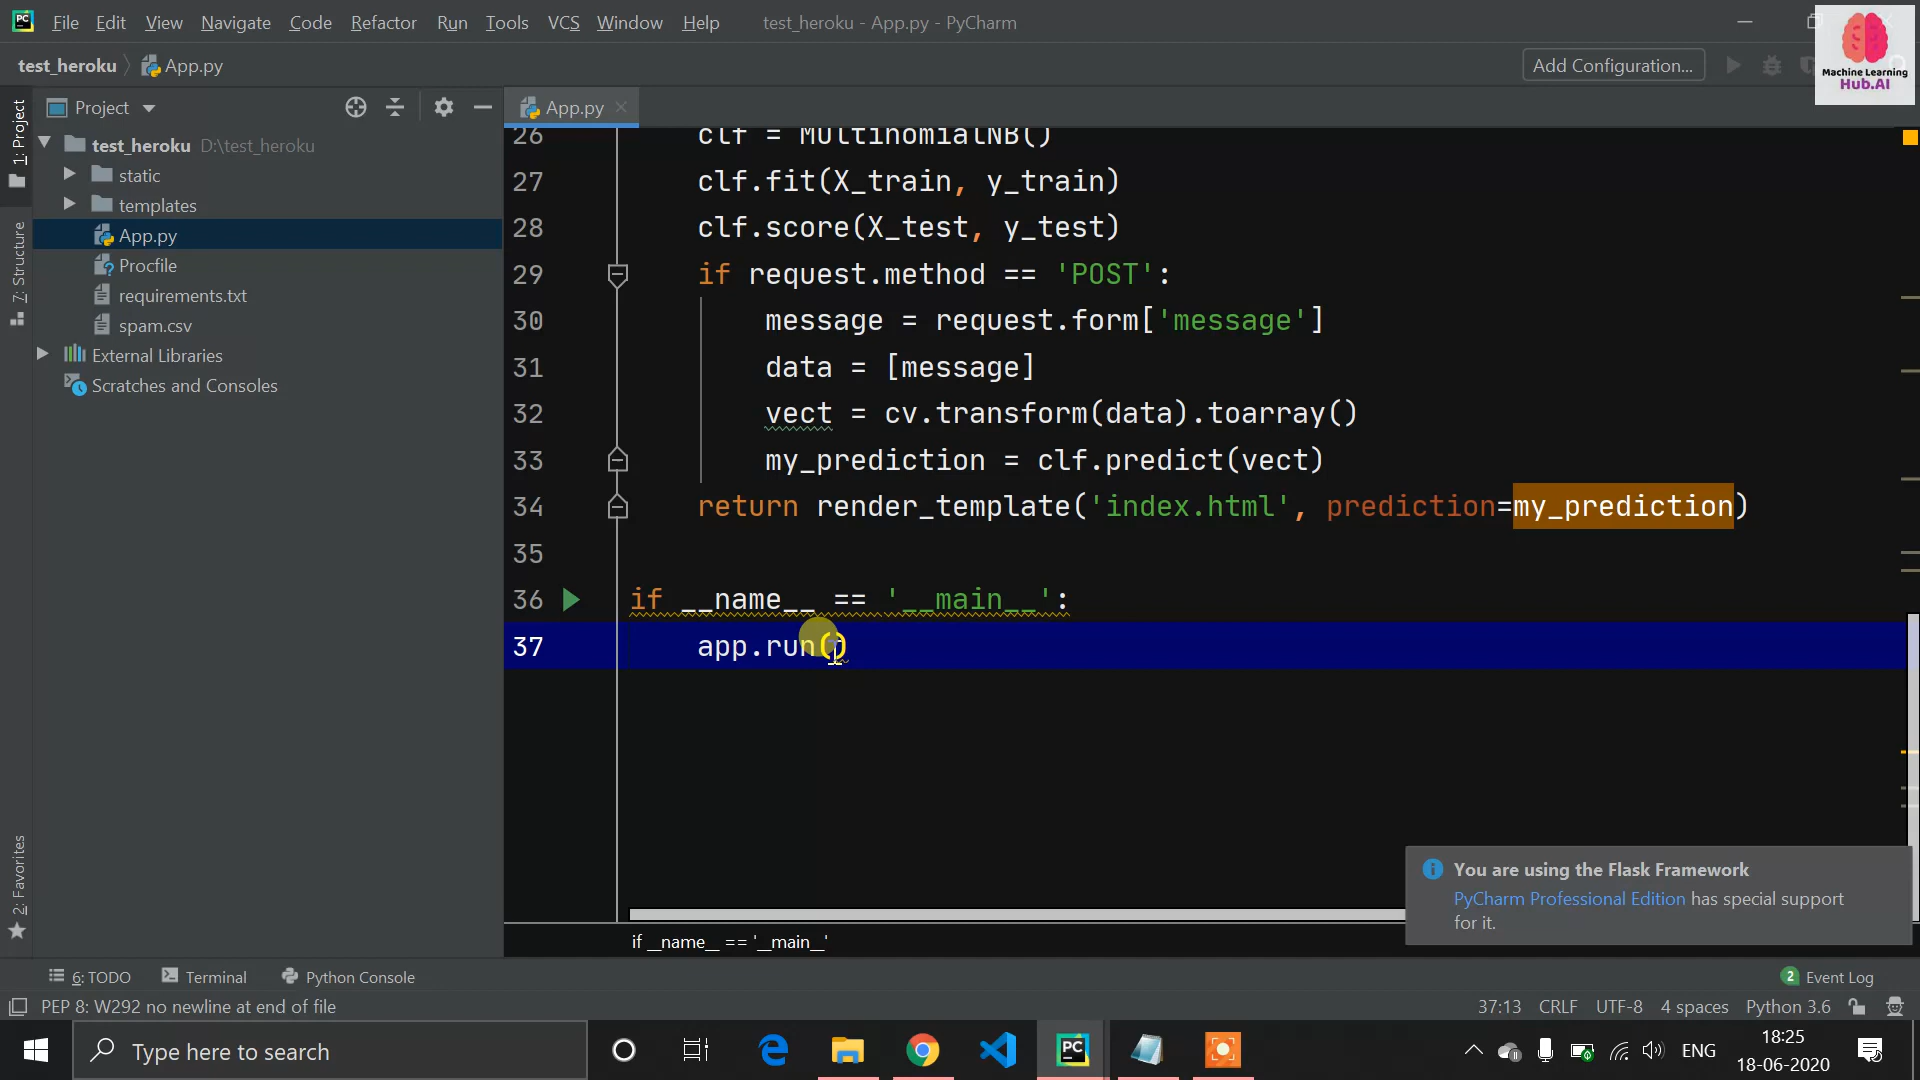 File Edit View Navigate Code Refactor Run Tools VCS Window Help test_heroku - App.py - PyCharm
Machine Learning
Hub.AI
test_heroku App.py Add Configuration...
1: Project
7: Structure
2: Favorites
Project
test_heroku D:\test_heroku
static
templates
App.py
Procfile
requirements.txt
spam.csv
External Libraries
Scratches and Consoles
App.py
26 clf = MultinomialNB()
27 clf.fit(X_train, y_train)
28 clf.score(X_test, y_test)
29 if request.method == 'POST':
30 message = request.form['message']
31 data = [message]
32 vect = cv.transform(data).toarray()
33 my_prediction = clf.predict(vect)
34 return render_template('index.html', prediction=my_prediction)
35
36 if __name__ == '__main__':
37 app.run()
You are using the Flask Framework
PyCharm Professional Edition has special support
for it.
if __name__ == '__main__'
6: TODO Terminal Python Console 2 Event Log
PEP 8: W292 no newline at end of file 37:13 CRLF UTF-8 4 spaces Python 3.6
Type here to search PC ENG 18:25
18-06-2020